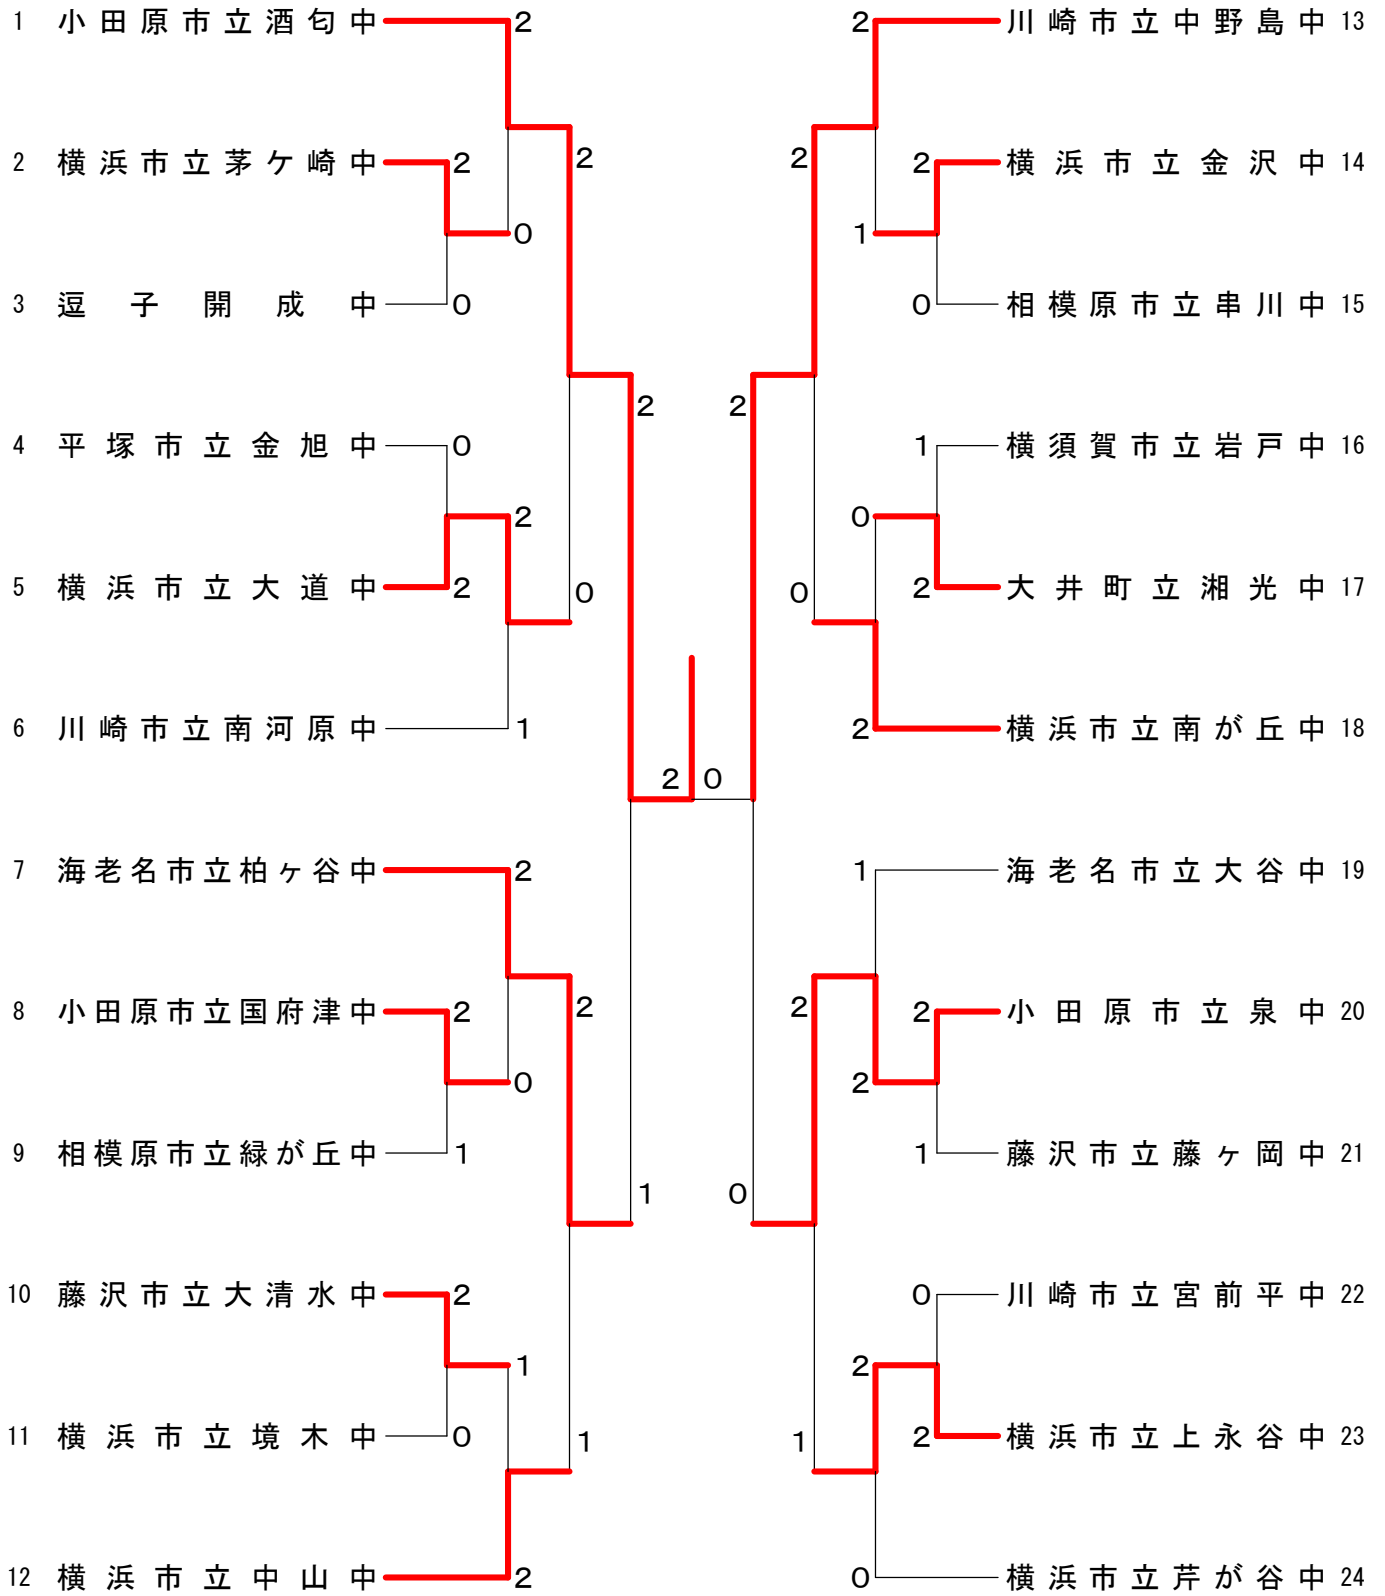 1 小田原市立酒匂中 2 2 川崎市立中野島中 13
2 横浜市立茅ケ崎中 2 2 2 2 横浜市立金沢中 14
0 1
3 逗子開成中 0 0 相模原市立串川中 15
2 2
4 平塚市立金旭中 0 1 横須賀市立岩戸中 16
2 0
5 横浜市立大道中 2 0 0 2 大井町立湘光中 17
6 川崎市立南河原中 1 2 横浜市立南が丘中 18
2 0
7 海老名市立柏ヶ谷中 2 1 海老名市立大谷中 19
8 小田原市立国府津中 2 2 2 2 小田原市立泉中 20
0 2
9 相模原市立緑が丘中 1 1 藤沢市立藤ヶ岡中 21
1 0
10 藤沢市立大清水中 2 0 川崎市立宮前平中 22
1 2
11 横浜市立境木中 0 1 1 2 横浜市立上永谷中 23
12 横浜市立中山中 2 0 横浜市立芹が谷中 24